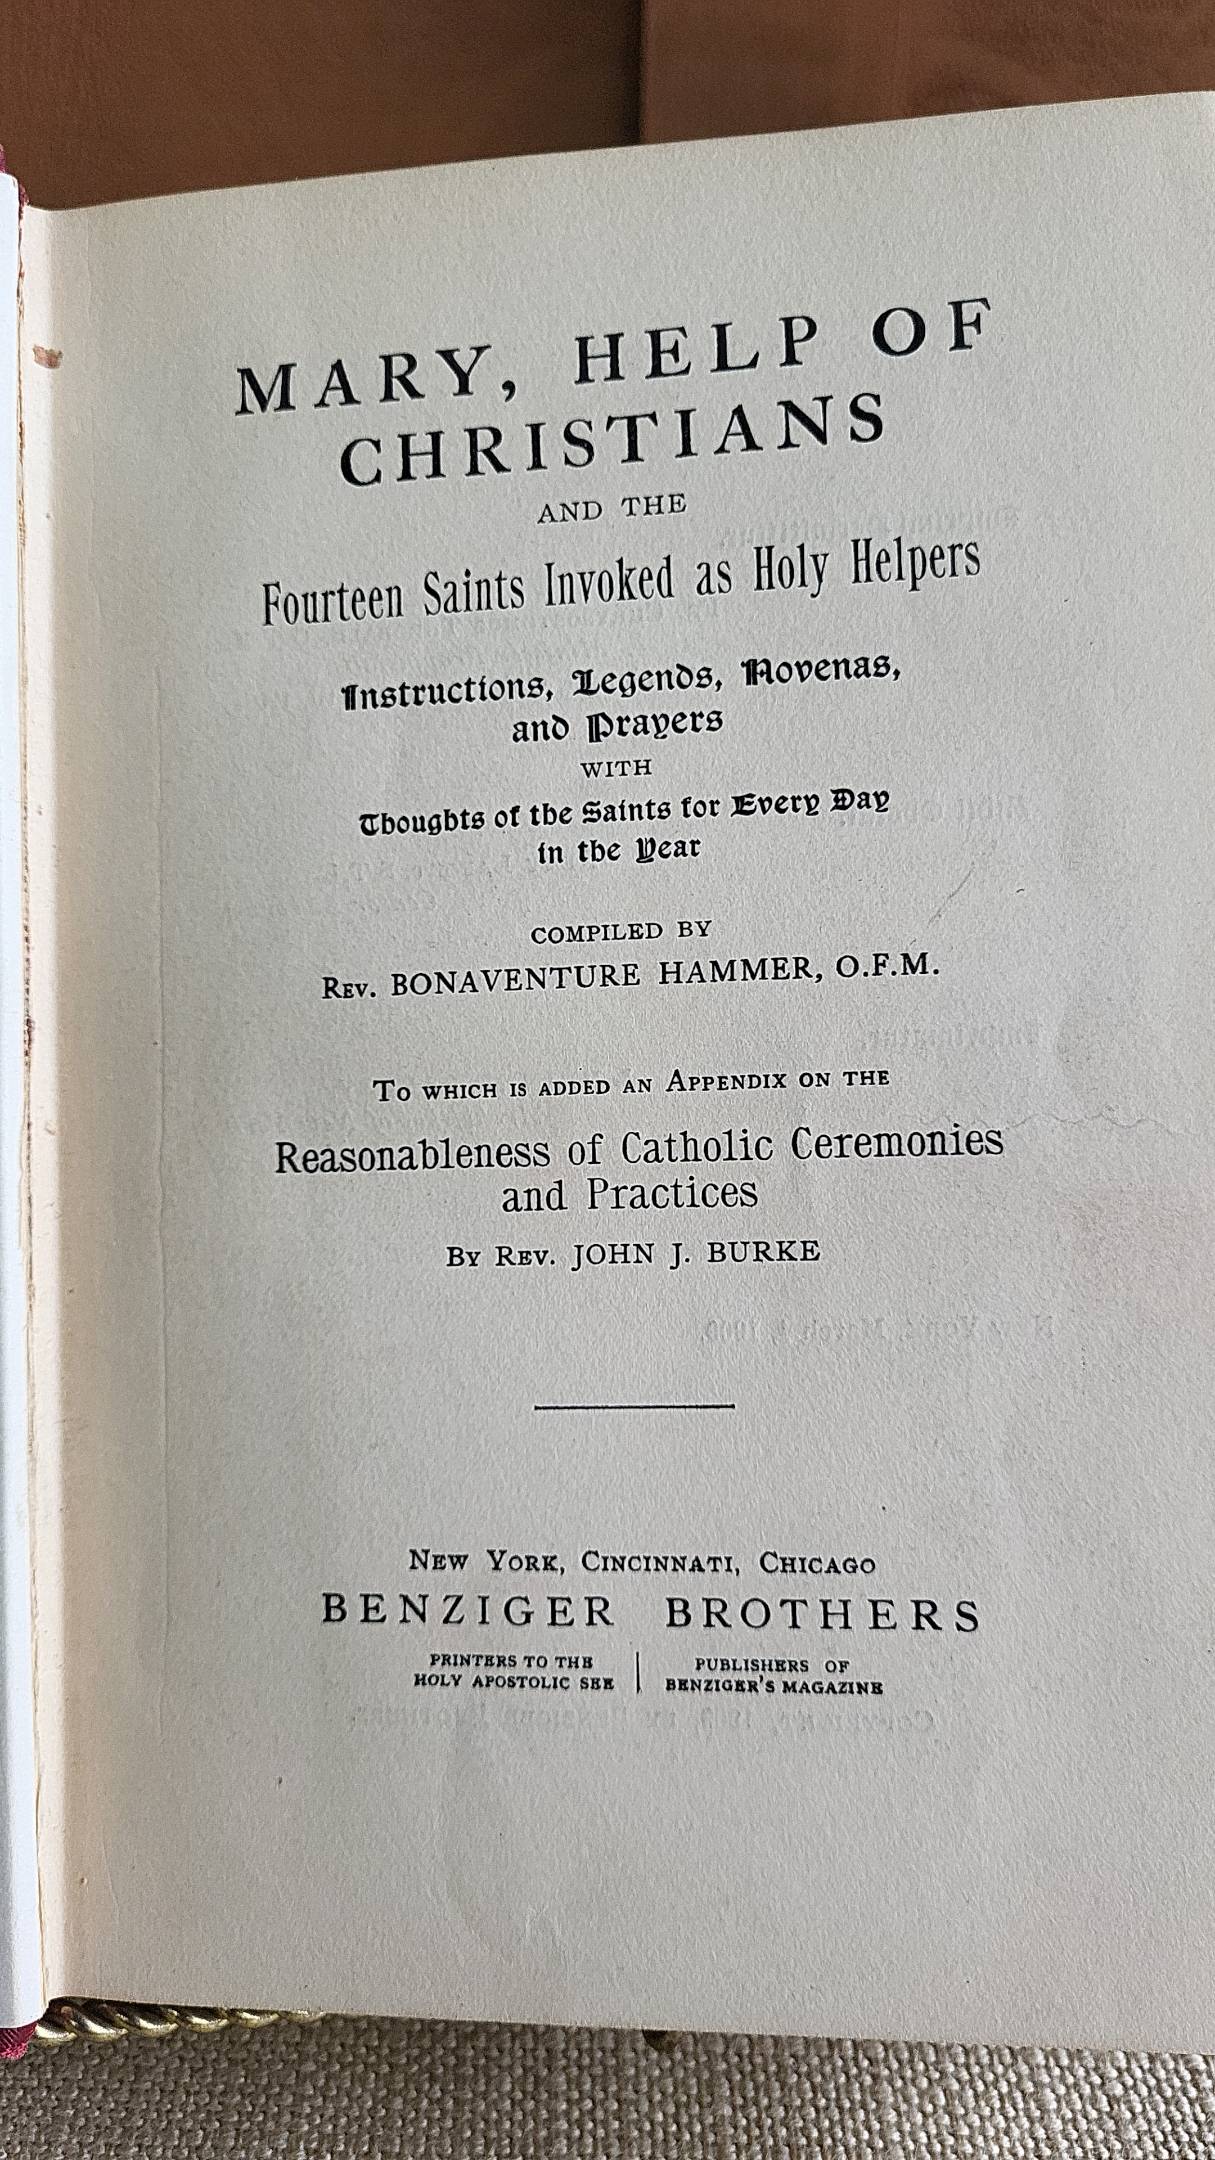 MARY, HELP OF
CHRISTIANS
AND THE
Fourteen Saints Invoked as Holy Helpers
Instructions, Legends, Novenas,
and Prayers
WITH
Thoughts of the Saints for Every Day
in the Year
COMPILED BY
REV. BONAVENTURE HAMMER, O.F.M.
TO WHICH IS ADDED AN APPENDIX ON THE
Reasonableness of Catholic Ceremonies
and Practices
BY REV. JOHN J. BURKE
NEW YORK, CINCINNATI, CHICAGO
BENZIGER BROTHERS
PRINTERS TO THE
HOLY APOSTOLIC SEE
PUBLISHERS OF
BENZIGER'S MAGAZINE